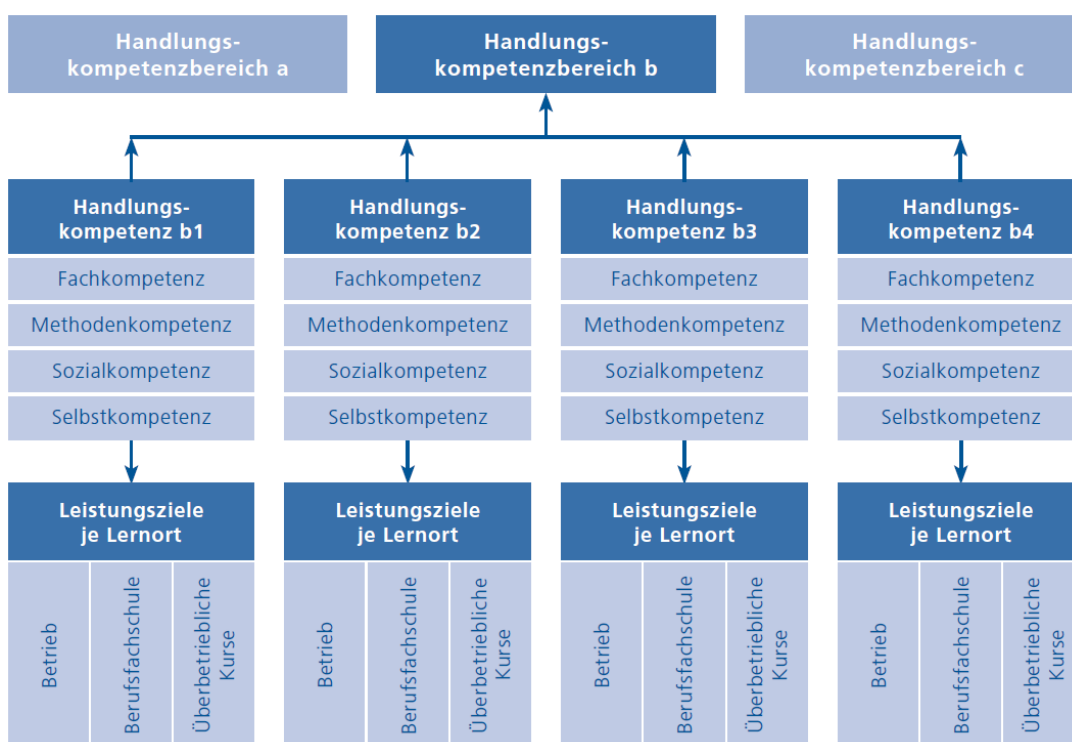 Handlungs-
kompetenzbereich a
Handlungs-
kompetenzbereich b
Handlungs-
kompetenzbereich c
Handlungs-
kompetenz b1
Handlungs-
kompetenz b2
Handlungs-
kompetenz b3
Handlungs-
kompetenz b4
Fachkompetenz
Fachkompetenz
Fachkompetenz
Fachkompetenz
Methodenkompetenz
Methodenkompetenz
Methodenkompetenz
Methodenkompetenz
Sozialkompetenz
Sozialkompetenz
Sozialkompetenz
Sozialkompetenz
Selbstkompetenz
Selbstkompetenz
Selbstkompetenz
Selbstkompetenz
Leistungsziele
je Lernort
Leistungsziele
je Lernort
Leistungsziele
je Lernort
Leistungsziele
je Lernort
Betrieb
Berufsfachschule
Überbetriebliche
Kurse
Betrieb
Berufsfachschule
Überbetriebliche
Kurse
Betrieb
Berufsfachschule
Überbetriebliche
Kurse
Betrieb
Berufsfachschule
Überbetriebliche
Kurse